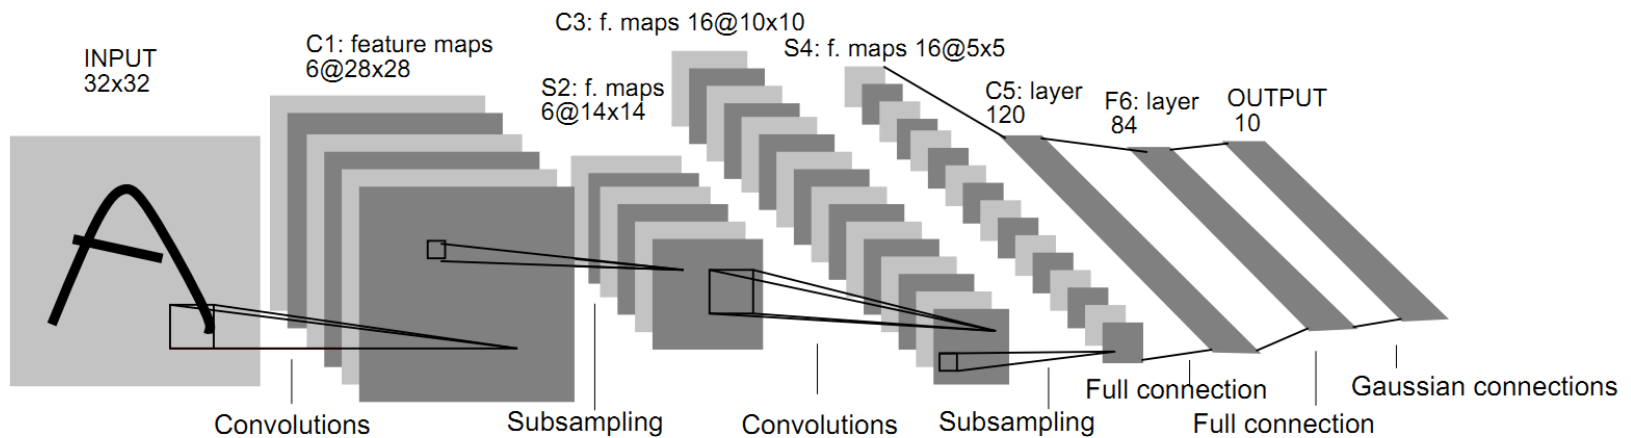 INPUT
32x32
C1: feature maps
6@28x28
C3: f. maps 16@10x10
S2: f. maps
6@14x14
S4: f. maps 16@5x5
C5: layer
120
F6: layer
84
OUTPUT
10
Convolutions
Subsampling
Convolutions
Subsampling
Full connection
Full connection
Gaussian connections